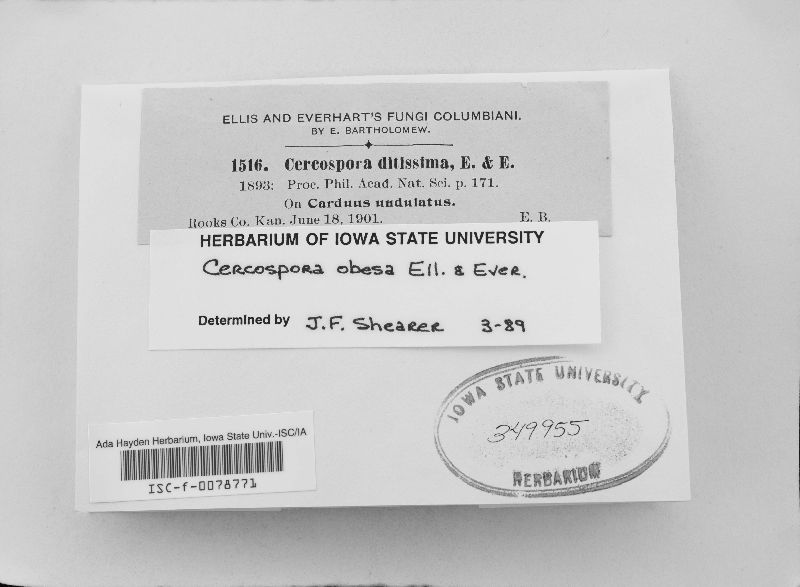 ELLIS AND EVERHART'S FUNGI COLUMBIANI.
BY E. BARTHOLOMEW.
1516. Cercospora ditissima, E. & E.
1893: Proc. Phil. Acad. Nat. Sci. p. 171.
On Carduus undulatus.
Rooks Co. Kan. June 18, 1901. E. B.
HERBARIUM OF IOWA STATE UNIVERSITY
Cercospora obesa Ell. & Ever.
Determined by J.F. Shearer 3-89
IOWA STATE UNIVERSITY
349955
HERBARIUM
Ada Hayden Herbarium, Iowa State Univ.-ISC/IA
ISC-f-0078771